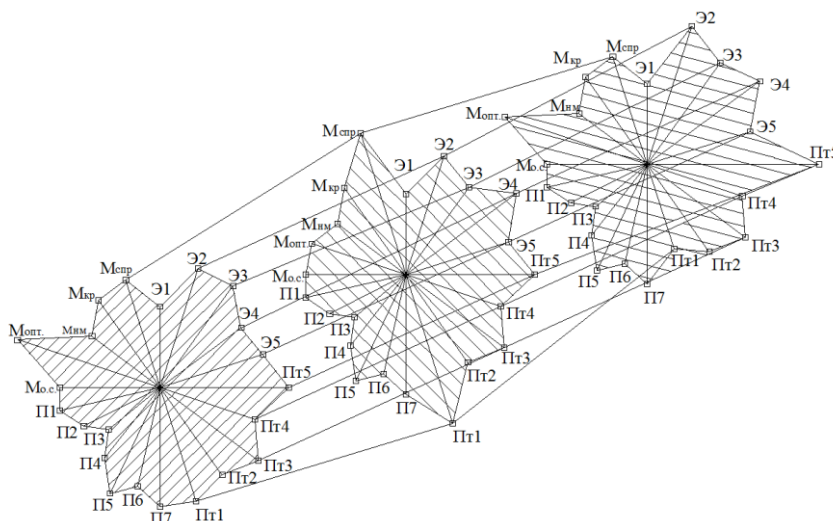 Э2
Мспр
Э3
Мкр
Э1
Э4
Мнм
Мопт.
Э5
Мо.с.
Пт5
П1
П2
П3
Пт4
П4
Пт3
Пт1
Пт2
П5
П6
П7
Мспр
Э2
Э1
Э3
Мкр
Э4
Мнм
Мопт.
Э5
Мо.с.
Пт5
П1
П2
П3
Пт4
П4
Пт3
Пт2
П5
П6
П7
Пт1
Э2
Мспр
Э3
Э1
Мкр
Э4
Мопт.
Мнм
Э5
Мо.с.
Пт5
П1
П2
П3
Пт4
П4
Пт3
Пт2
П5
П6
П7
Пт1